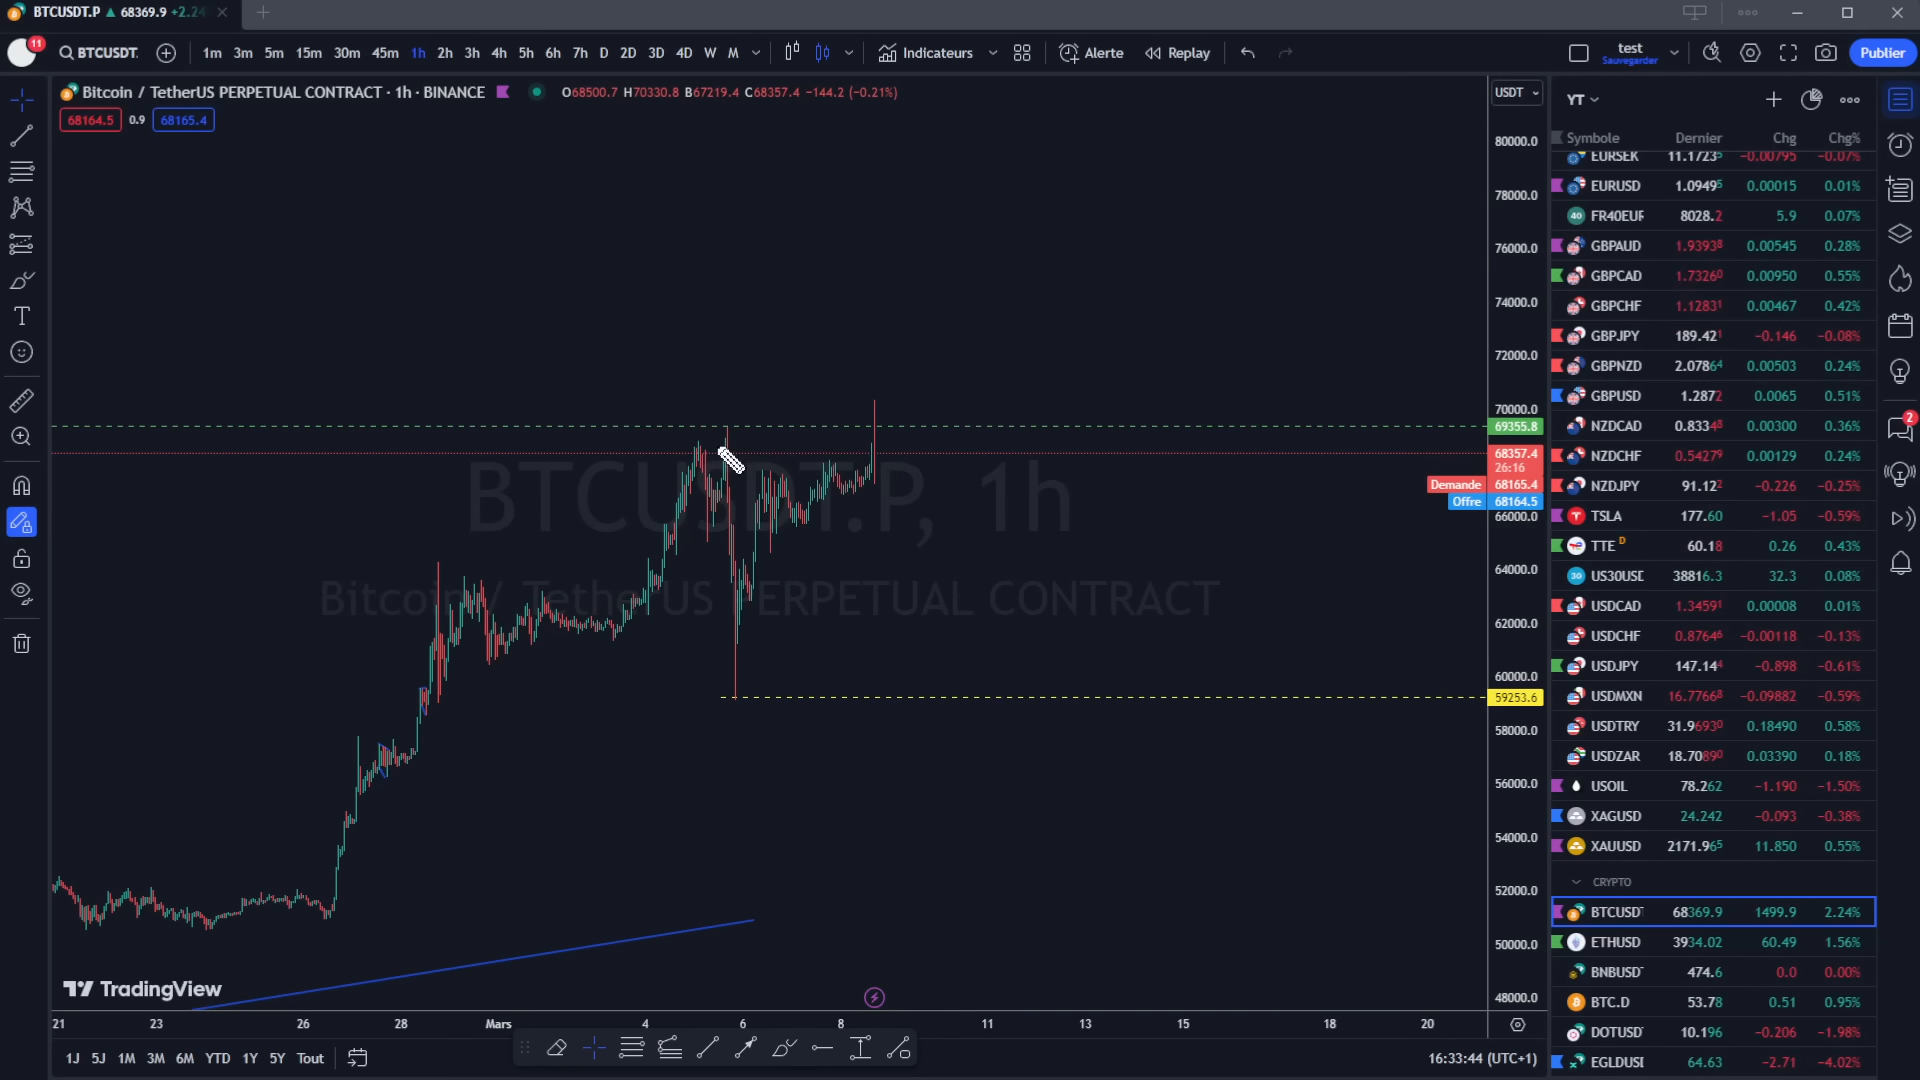 BTCUSDT.P ▲ 68369.9 +2.24
11
BTCUSDT.
1m 3m 5m 15m 30m 45m 1h 2h 3h 4h 5h 6h 7h D 2D 3D 4D W M
Indicateurs
Alerte
Replay
test
Sauvegarder
Publier
Bitcoin / TetherUS PERPETUAL CONTRACT · 1h · BINANCE
O68500.7 H70330.8 B67219.4 C68357.4 −144.2 (−0.21%)
68164.5 0.9 68165.4
BTCUSDT.P, 1h
Bitcoin / TetherUS PERPETUAL CONTRACT
USDT
80000.0
78000.0
76000.0
74000.0
72000.0
70000.0
69355.8
68357.4
26:16
Demande 68165.4
Offre 68164.5
66000.0
64000.0
62000.0
60000.0
59253.6
58000.0
56000.0
54000.0
52000.0
50000.0
48000.0
TradingView
21 23 26 28 Mars 4 6 8 11 13 15 18 20
1J 5J 1M 3M 6M YTD 1Y 5Y Tout
16:33:44 (UTC+1)
YT
Symbole Dernier Chg Chg%
EURSEK 11.1723⁵ −0.00795 −0.07%
EURUSD 1.0949⁵ 0.00015 0.01%
40 FR40EUR 8028.2 5.9 0.07%
GBPAUD 1.9393⁸ 0.00545 0.28%
GBPCAD 1.7326⁰ 0.00950 0.55%
GBPCHF 1.1283¹ 0.00467 0.42%
GBPJPY 189.42¹ −0.146 −0.08%
GBPNZD 2.0786⁴ 0.00503 0.24%
GBPUSD 1.2872 0.0065 0.51%
NZDCAD 0.8334⁸ 0.00300 0.36%
NZDCHF 0.5427⁹ 0.00129 0.24%
NZDJPY 91.12² −0.226 −0.25%
TSLA 177.60 −1.05 −0.59%
TTE D 60.18 0.26 0.43%
30 US30USD 38816.3 32.3 0.08%
USDCAD 1.3459¹ 0.00008 0.01%
USDCHF 0.8764⁶ −0.00118 −0.13%
USDJPY 147.14⁴ −0.898 −0.61%
USDMXN 16.7766⁸ −0.09882 −0.59%
USDTRY 31.9693⁰ 0.18490 0.58%
USDZAR 18.7089⁰ 0.03390 0.18%
USOIL 78.262 −1.190 −1.50%
XAGUSD 24.242 −0.093 −0.38%
XAUUSD 2171.96⁵ 11.850 0.55%
CRYPTO
BTCUSDT 68369.9 1499.9 2.24%
ETHUSD 3934.02 60.49 1.56%
BNBUSDT 474.6 0.0 0.00%
BTC.D 53.78 0.51 0.95%
DOTUSDT 10.196 −0.206 −1.98%
EGLDUSD 64.63 −2.71 −4.02%
2